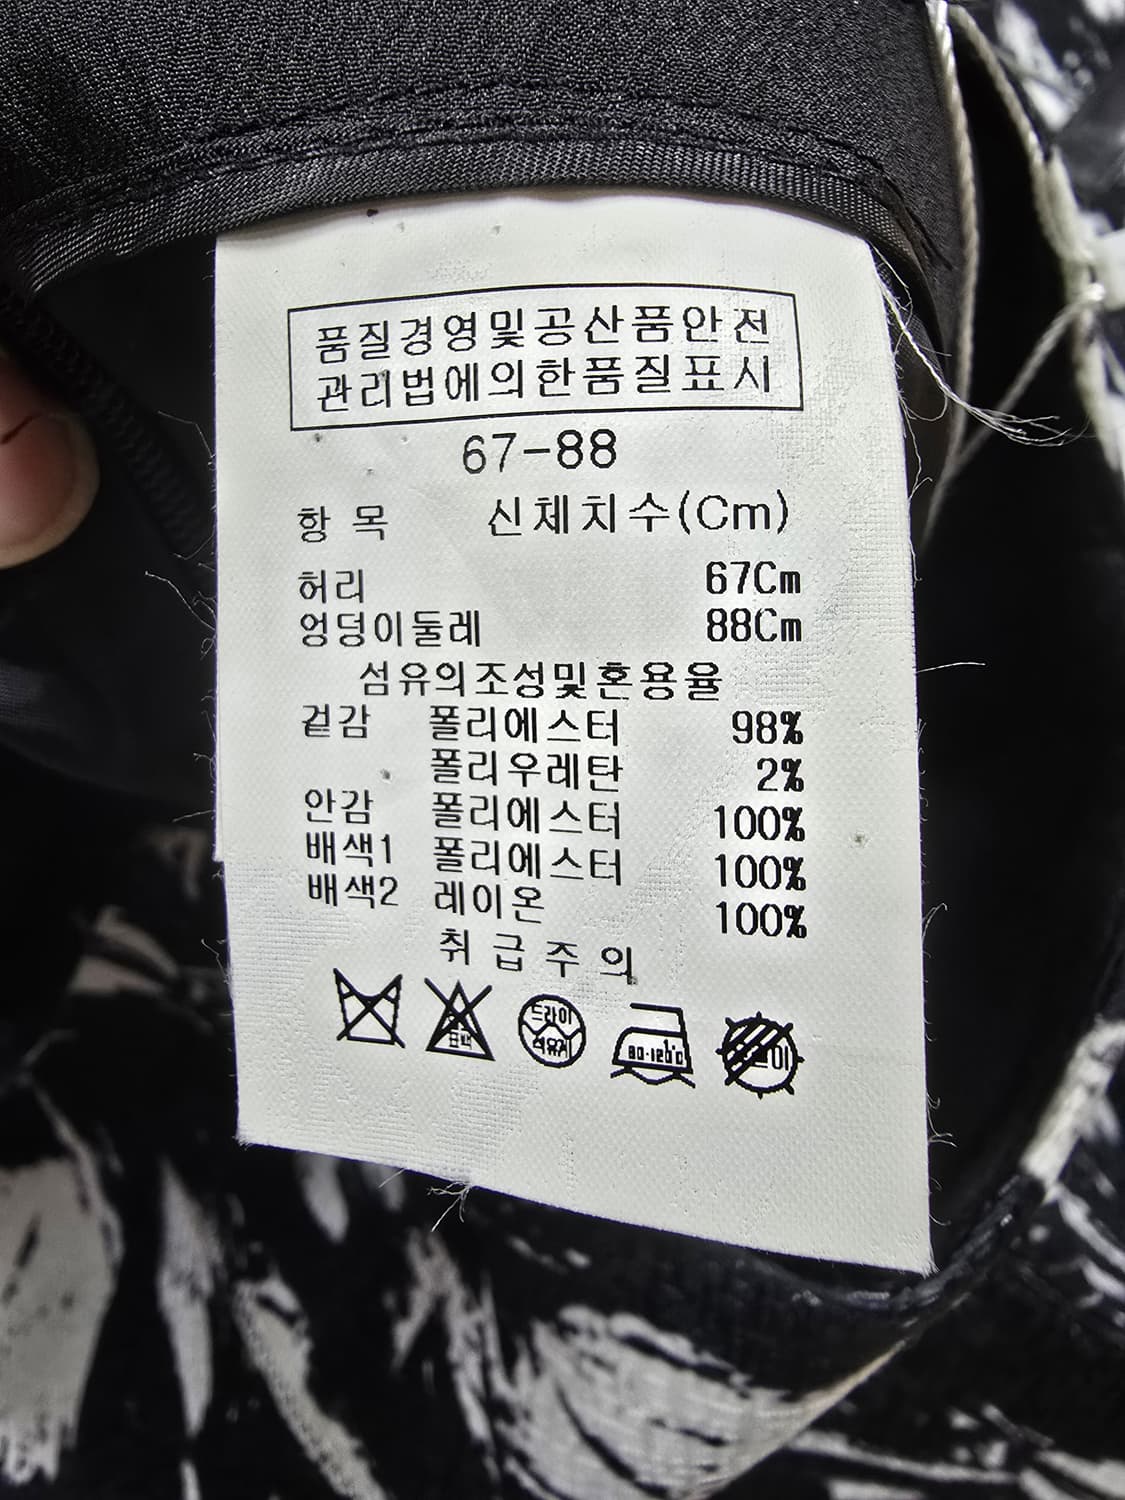 품질경영및공산품안전
관리법에의한품질표시
67-88
항 목 신체치수(Cm)
허리 67Cm
엉덩이둘레 88Cm
섬유의조성및혼용율
겉감 폴리에스터 98%
폴리우레탄 2%
안감 폴리에스터 100%
배색1 폴리에스터 100%
배색2 레이온 100%
취 급 주 의
표백
드라이
석유계
80-120℃